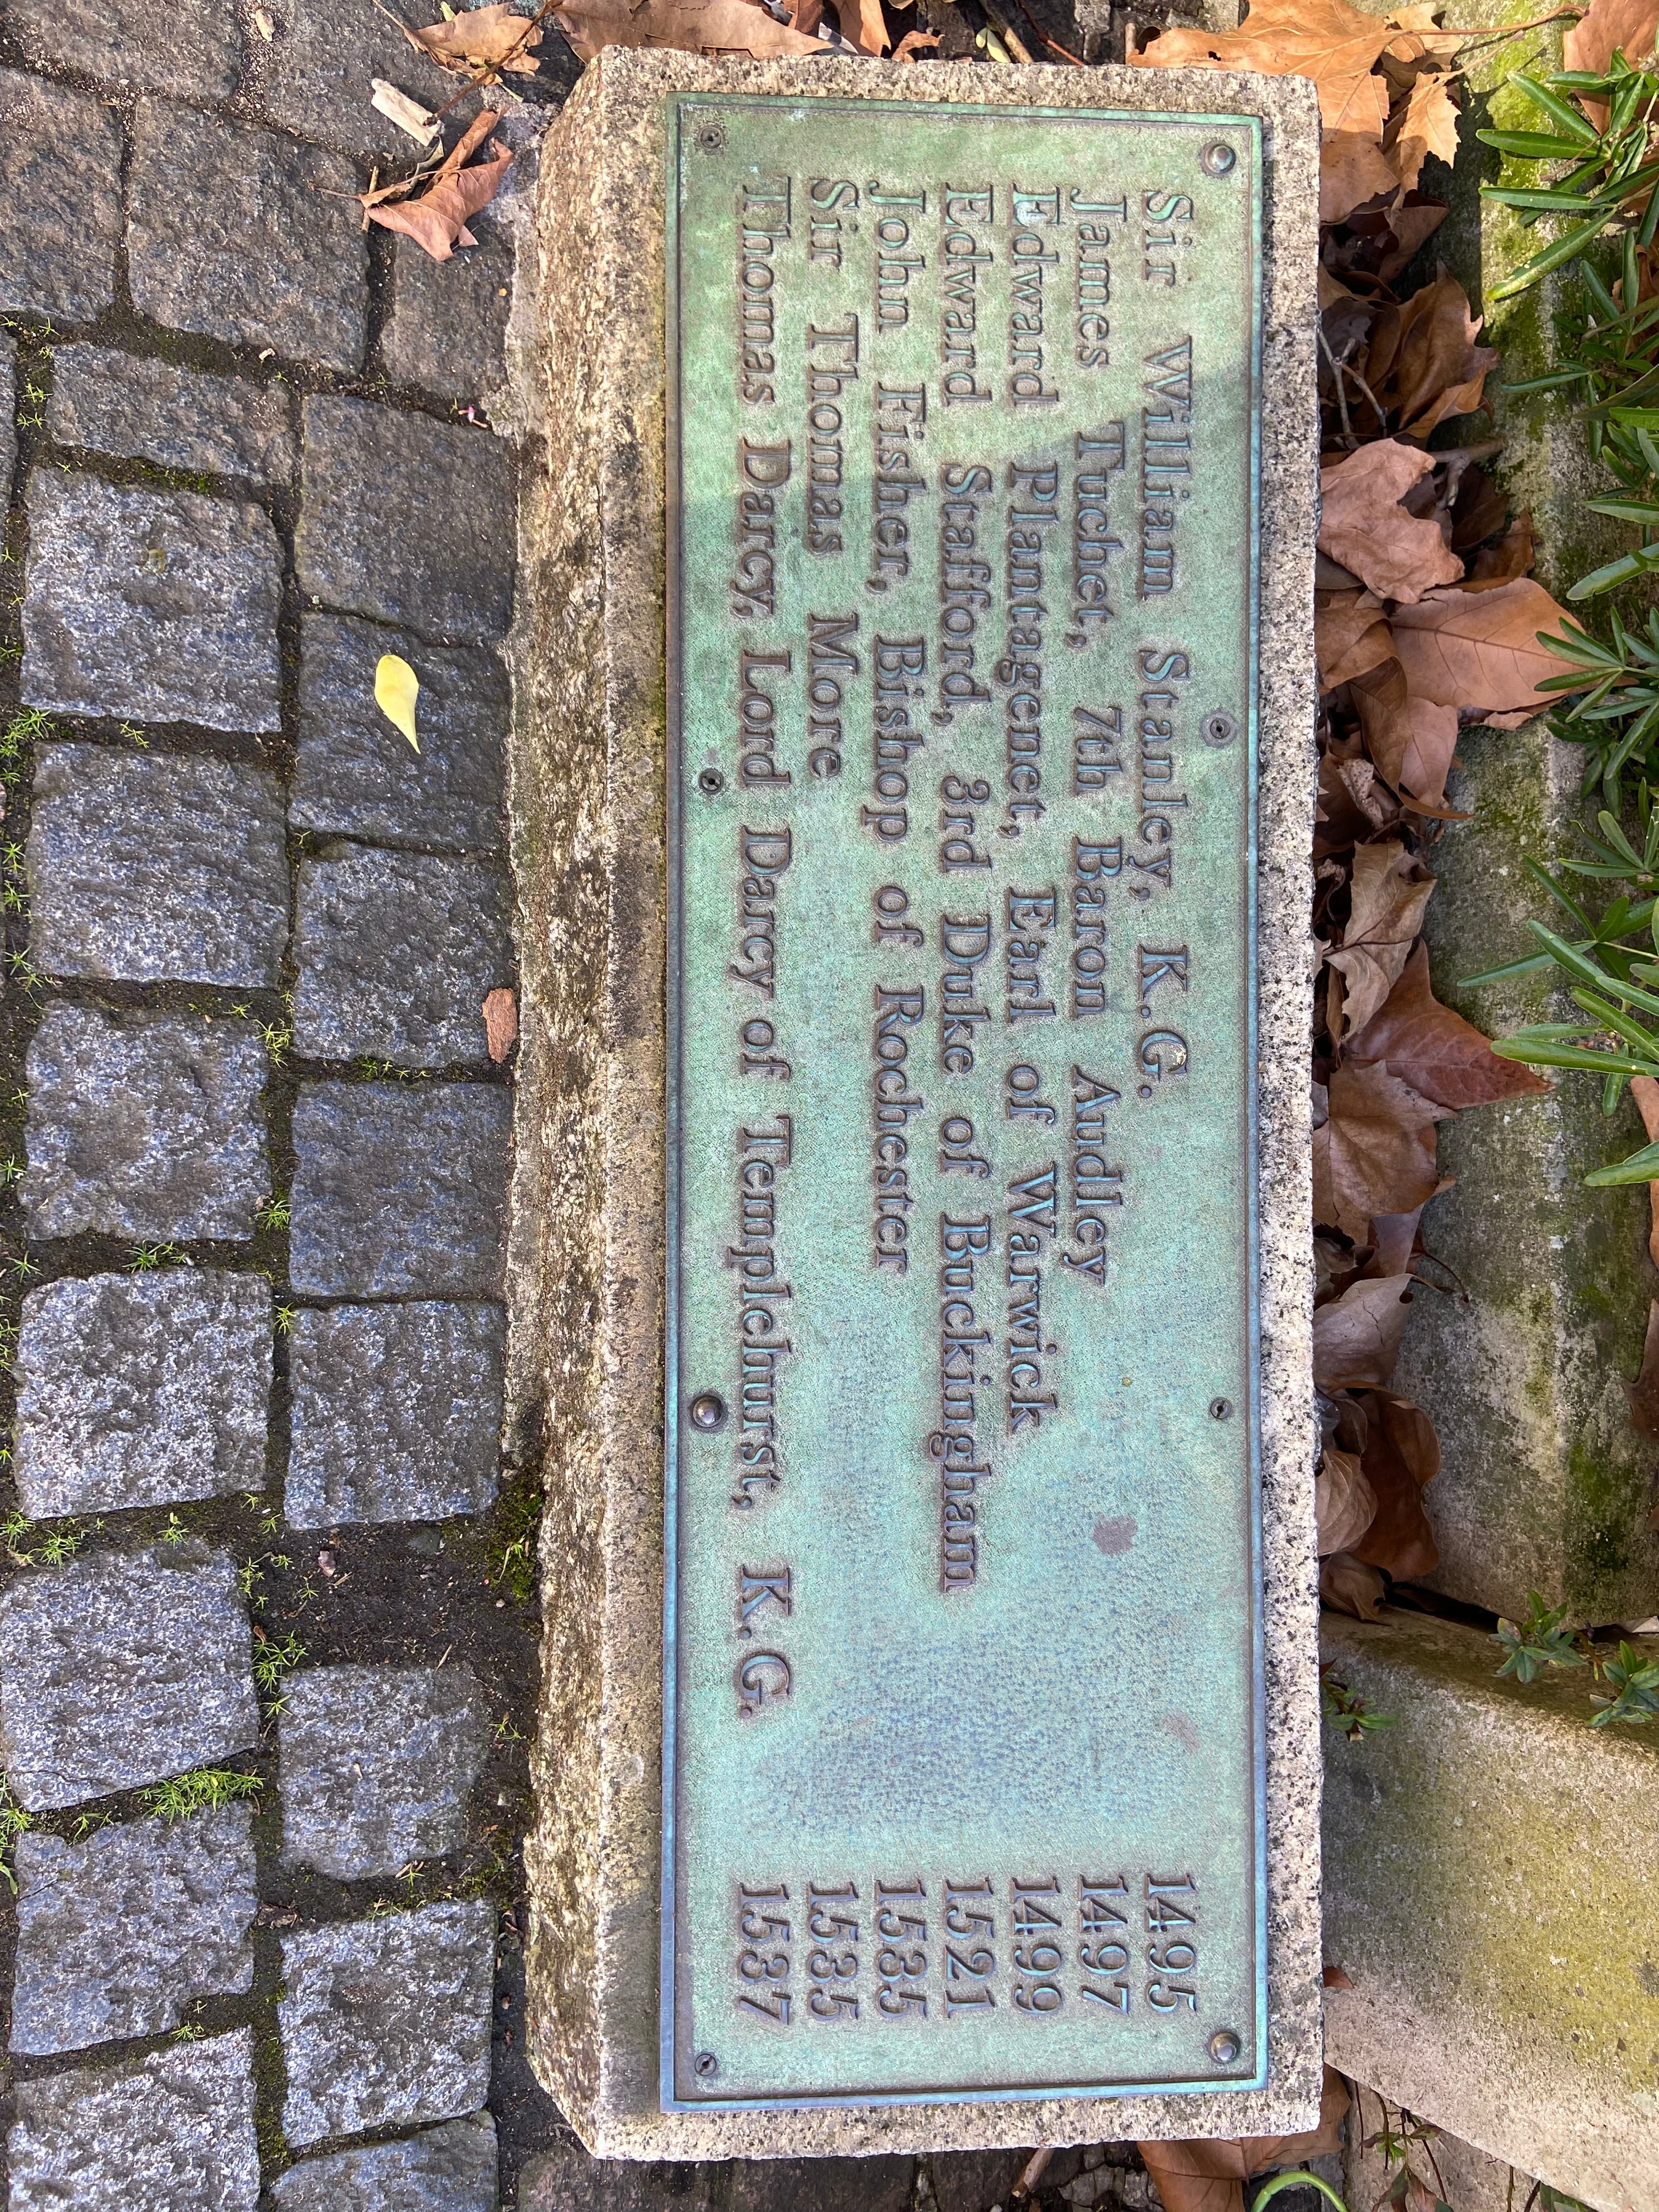 Sir William Stanley, K.G. 1495
James Tuchet, 7th Baron Audley 1497
Edward Plantagenet, Earl of Warwick 1499
Edward Stafford, 3rd Duke of Buckingham 1521
John Fisher, Bishop of Rochester 1535
Sir Thomas More 1535
Thomas Darcy, Lord Darcy of Templehurst, K.G. 1537